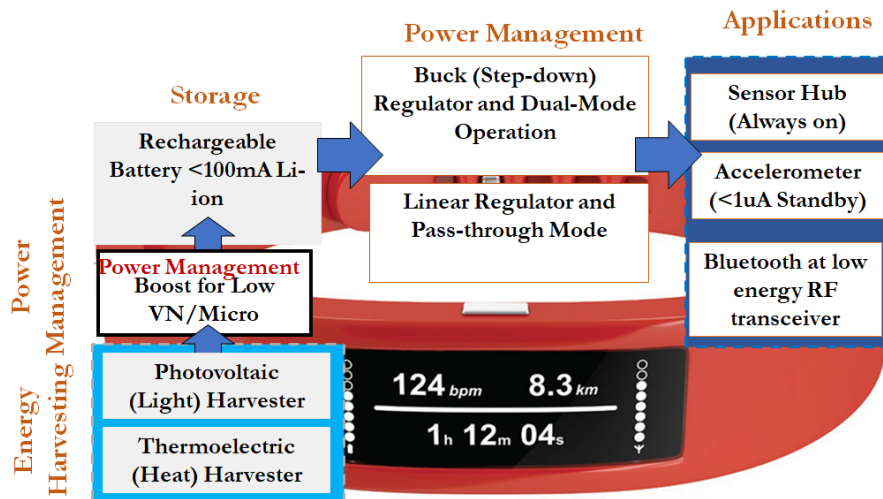 Applications
Power Management
Storage
Buck (Step-down)
Regulator and Dual-Mode
Operation
Sensor Hub
(Always on)
Rechargeable
Battery <100mA Li-
ion
Accelerometer
(<1uA Standby)
Linear Regulator and
Pass-through Mode
Power Management
Boost for Low
VN/Micro
Bluetooth at low
energy RF
transceiver
Power
Management
Energy
Harvesting
Photovoltaic
(Light) Harvester
Thermoelectric
(Heat) Harvester
124 bpm 8.3 km
1h 12m 04s